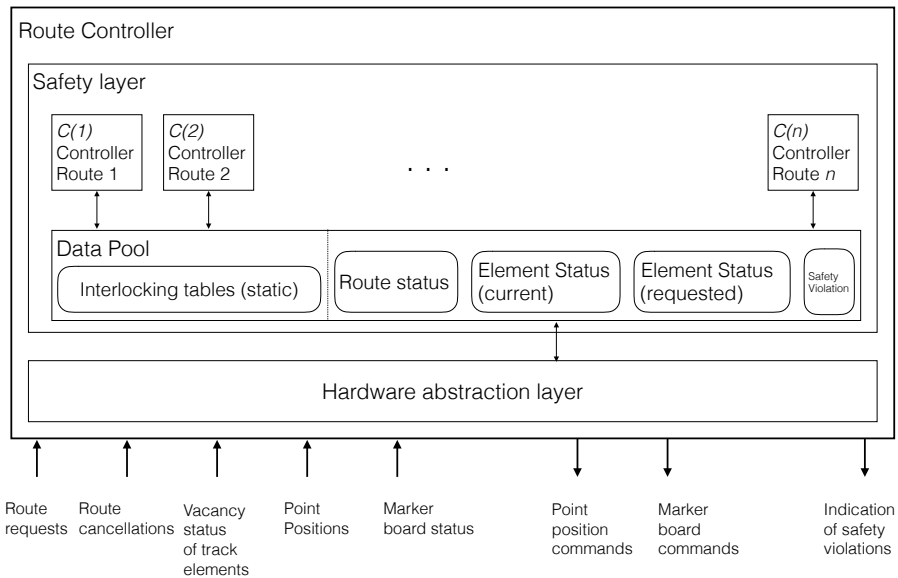 Route Controller
Safety layer
C(1)
Controller
Route 1
C(2)
Controller
Route 2
. . .
C(n)
Controller
Route n
Data Pool
Interlocking tables (static)
Route status
Element Status
(current)
Element Status
(requested)
Safety
Violation
Hardware abstraction layer
Route
requests
Route
cancellations
Vacancy
status
of track
elements
Point
Positions
Marker
board status
Point
position
commands
Marker
board
commands
Indication
of safety
violations